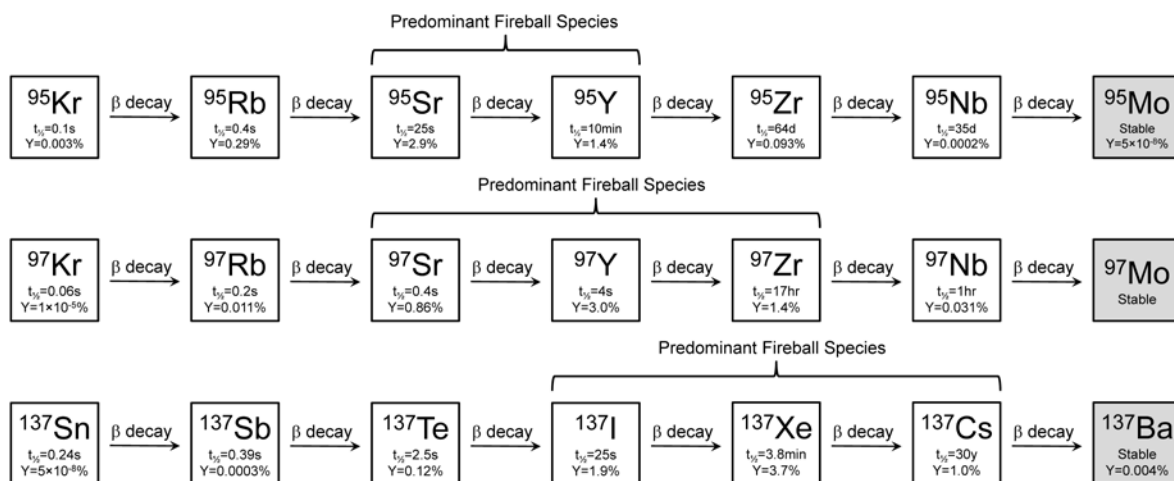 Predominant Fireball Species
⁹⁵Kr
t½=0.1s
Y=0.003%
β decay
⁹⁵Rb
t½=0.4s
Y=0.29%
β decay
⁹⁵Sr
t½=25s
Y=2.9%
β decay
⁹⁵Y
t½=10min
Y=1.4%
β decay
⁹⁵Zr
t½=64d
Y=0.093%
β decay
⁹⁵Nb
t½=35d
Y=0.0002%
β decay
⁹⁵Mo
Stable
Y=5×10⁻⁸%
Predominant Fireball Species
⁹⁷Kr
t½=0.06s
Y=1×10⁻⁵%
β decay
⁹⁷Rb
t½=0.2s
Y=0.011%
β decay
⁹⁷Sr
t½=0.4s
Y=0.86%
β decay
⁹⁷Y
t½=4s
Y=3.0%
β decay
⁹⁷Zr
t½=17hr
Y=1.4%
β decay
⁹⁷Nb
t½=1hr
Y=0.031%
β decay
⁹⁷Mo
Stable
Predominant Fireball Species
¹³⁷Sn
t½=0.24s
Y=5×10⁻⁸%
β decay
¹³⁷Sb
t½=0.39s
Y=0.0003%
β decay
¹³⁷Te
t½=2.5s
Y=0.12%
β decay
¹³⁷I
t½=25s
Y=1.9%
β decay
¹³⁷Xe
t½=3.8min
Y=3.7%
β decay
¹³⁷Cs
t½=30y
Y=1.0%
β decay
¹³⁷Ba
Stable
Y=0.004%